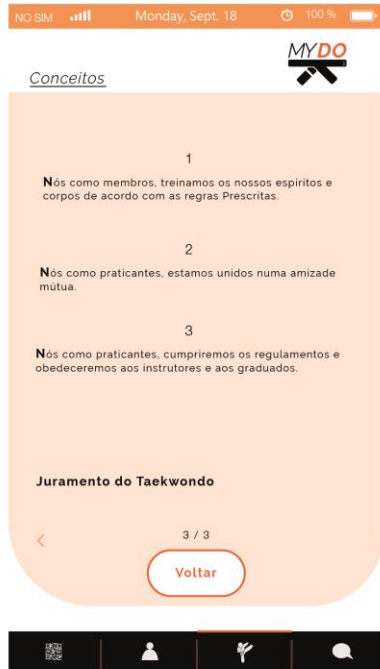 NO SIM Monday, Sept. 18 100 %
MYDO
Conceitos
1
Nós como membros, treinamos os nossos espiritos e
corpos de acordo com as regras Prescritas.
2
Nós como praticantes, estamos unidos numa amizade
mútua.
3
Nós como praticantes, cumpriremos os regulamentos e
obedeceremos aos instrutores e aos graduados.
Juramento do Taekwondo
3 / 3
Voltar